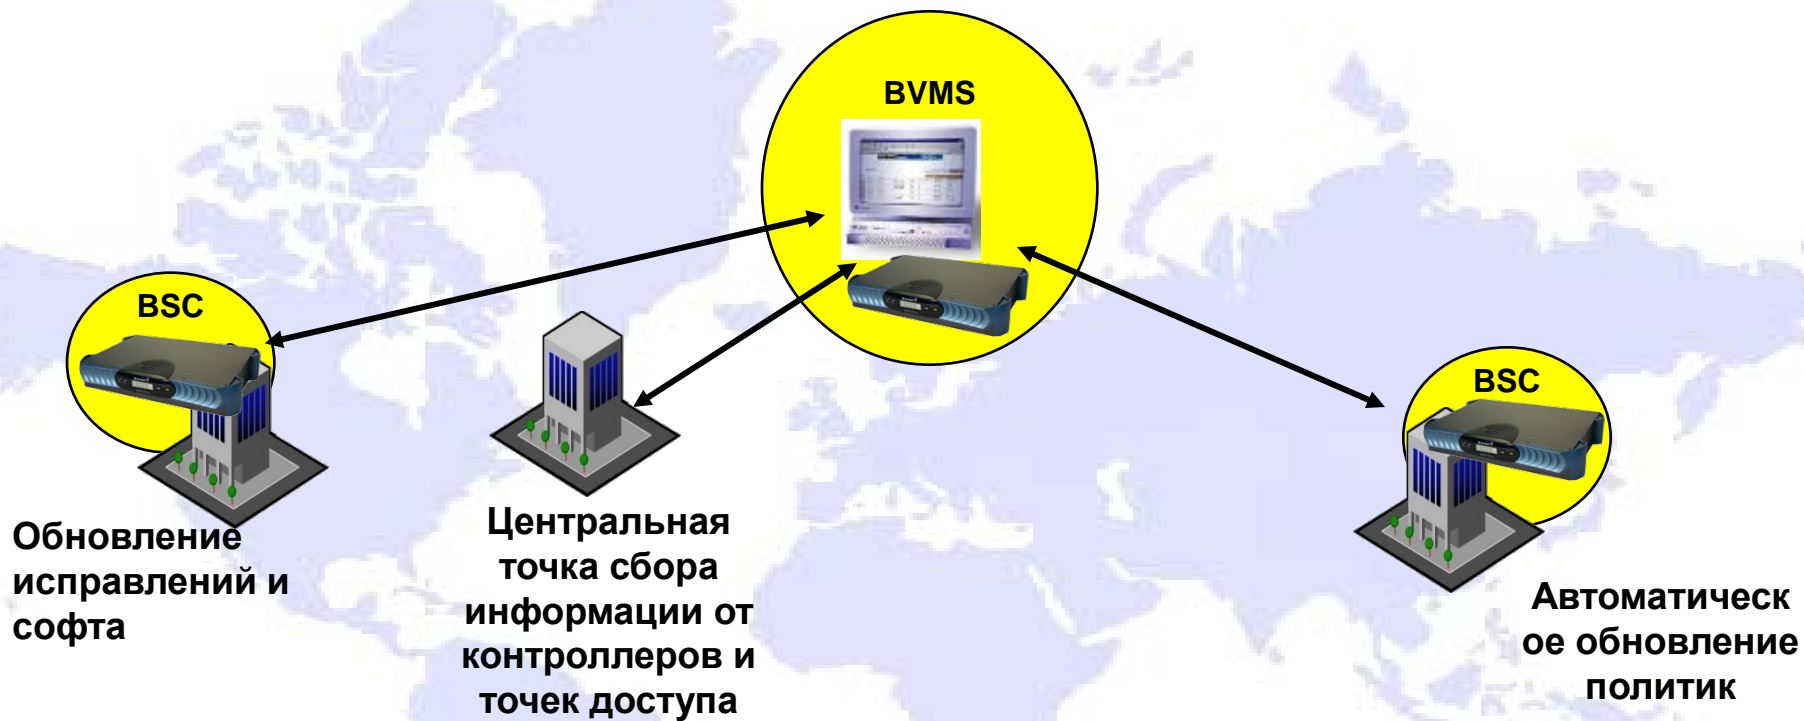 BVMS
BSC
BSC
Обновление
исправлений и
софта
Центральная
точка сбора
информации от
контроллеров и
точек доступа
Автоматическ
ое обновление
политик